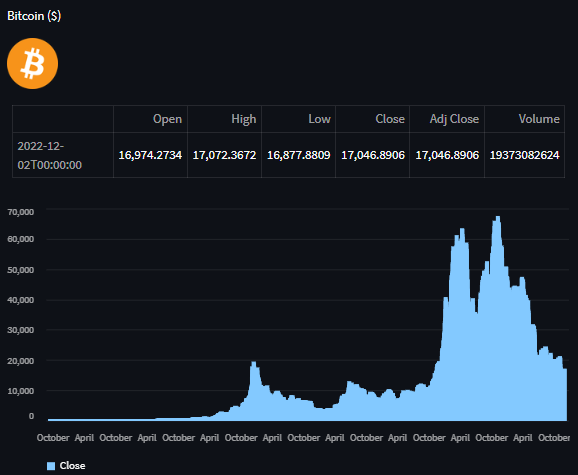 Bitcoin ($)
Open High Low Close Adj Close Volume
2022-12-
02T00:00:00 16,974.2734 17,072.3672 16,877.8809 17,046.8906 17,046.8906 19373082624
70,000
60,000
50,000
40,000
30,000
20,000
10,000
0
October April October April October April October April October April October April October April October April October
Close